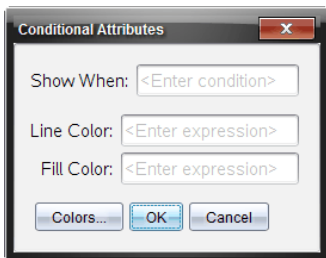 Conditional Attributes
Show When: <Enter condition>
Line Color: <Enter expression>
Fill Color: <Enter expression>
Colors... OK Cancel